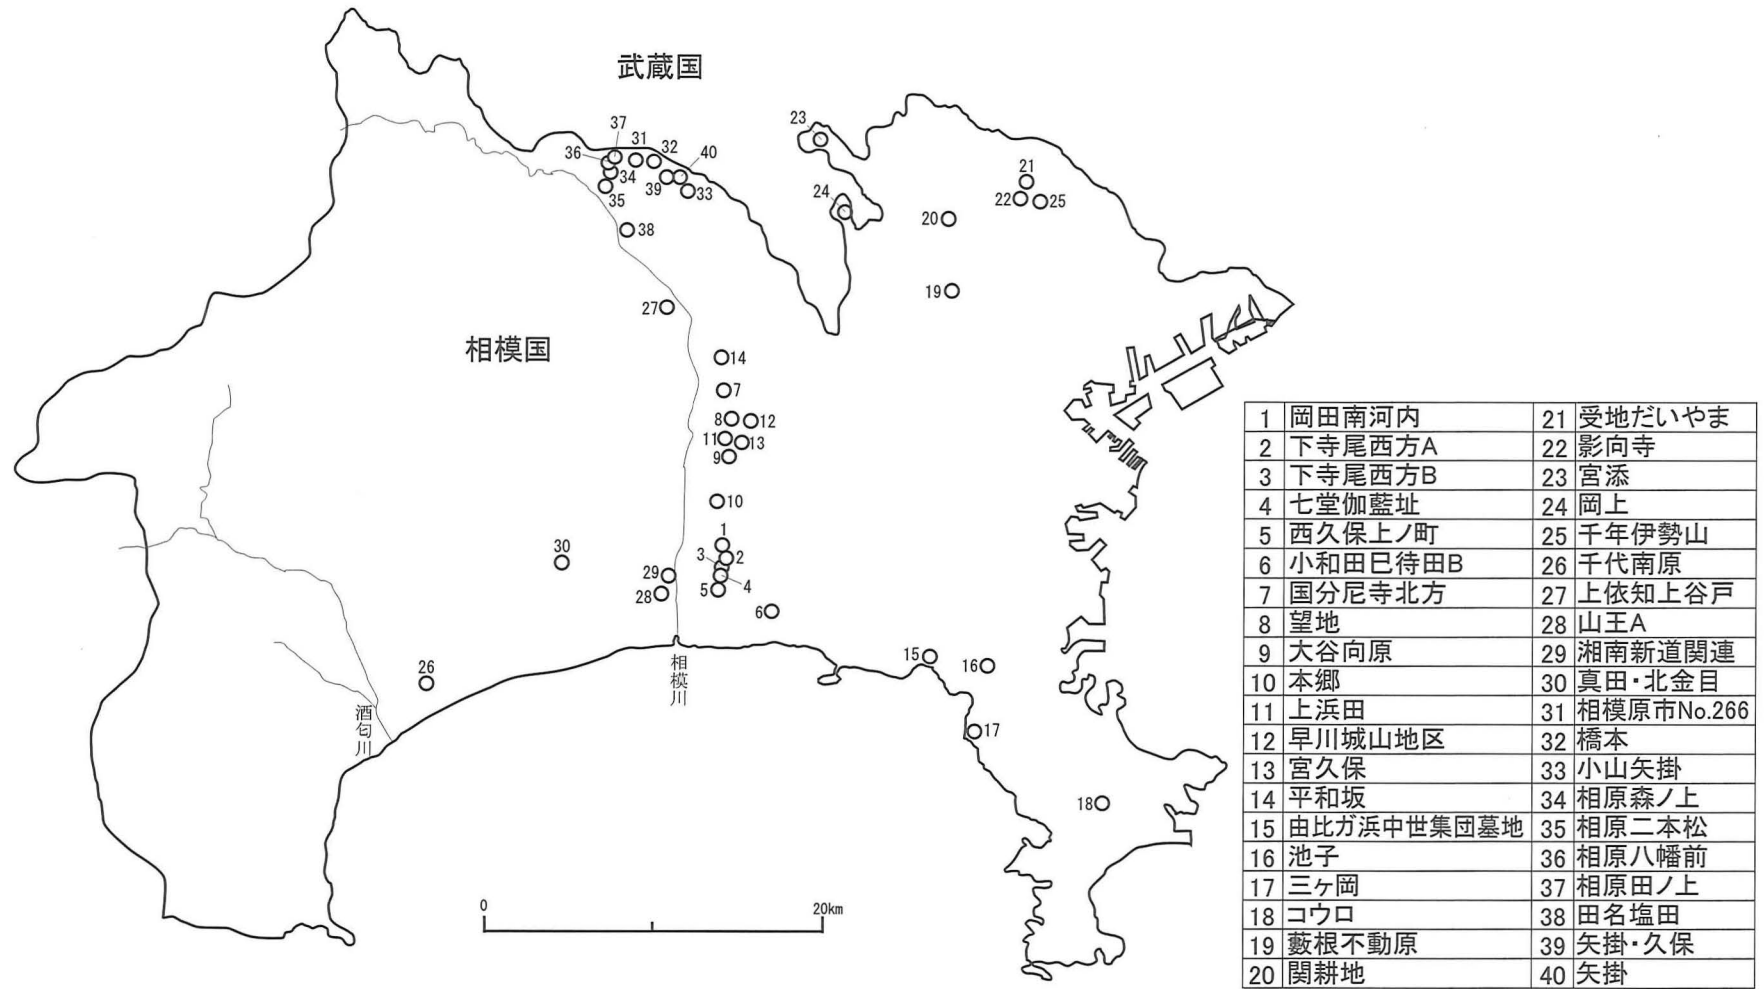 武蔵国
37
31
32
36
40
34
39
33
35
38
23
24
21
22
25
20
19
27
相模国
14
7
8
12
11
13
9
10
1
3
2
4
5
6
30
29
28
26
15
16
17
18
相模川
酒匂川
0 20km
1 岡田南河内 21 受地だいやま
2 下寺尾西方A 22 影向寺
3 下寺尾西方B 23 宮添
4 七堂伽藍址 24 岡上
5 西久保上ノ町 25 千年伊勢山
6 小和田巳待田B 26 千代南原
7 国分尼寺北方 27 上依知上谷戸
8 望地 28 山王A
9 大谷向原 29 湘南新道関連
10 本郷 30 真田・北金目
11 上浜田 31 相模原市No.266
12 早川城山地区 32 橋本
13 宮久保 33 小山矢掛
14 平和坂 34 相原森ノ上
15 由比ガ浜中世集団墓地 35 相原二本松
16 池子 36 相原八幡前
17 三ヶ岡 37 相原田ノ上
18 コウロ 38 田名塩田
19 藪根不動原 39 矢掛・久保
20 関耕地 40 矢掛